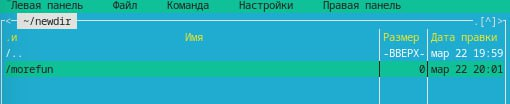 Левая панель Файл Команда Настройки Правая панель
<- ~/newdir .[^]>
.и Имя Размер Дата правки
/.. -ВВЕРХ- мар 22 19:59
/morefun 0 мар 22 20:01